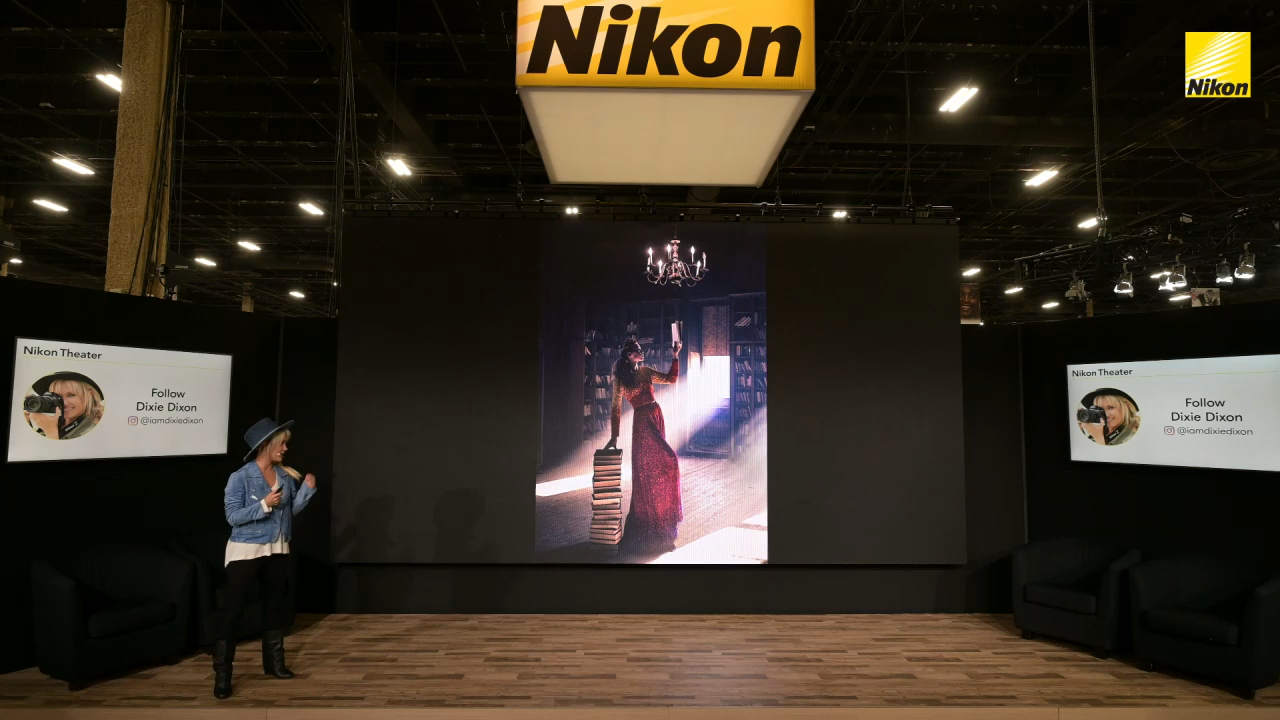 Nikon
Nikon
Nikon Theater
Follow
Dixie Dixon
@iamdixiedixon
Nikon Theater
Follow
Dixie Dixon
@iamdixiedixon